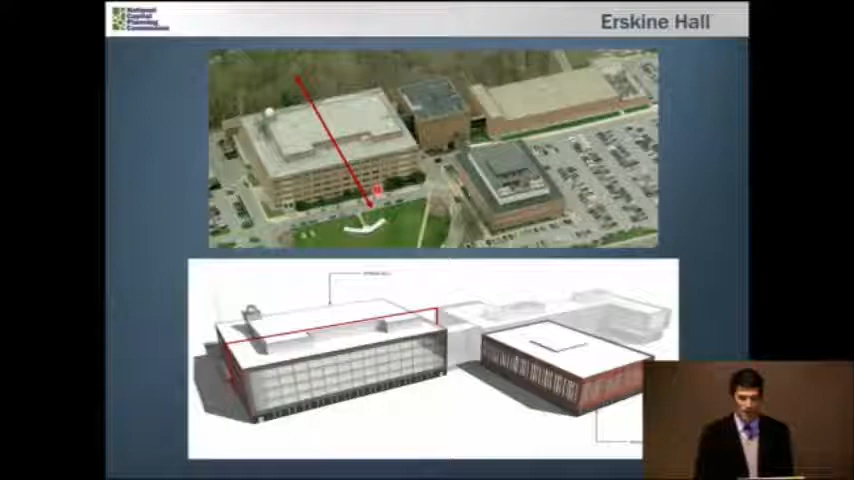 National
Capital
Planning
Commission
Erskine Hall